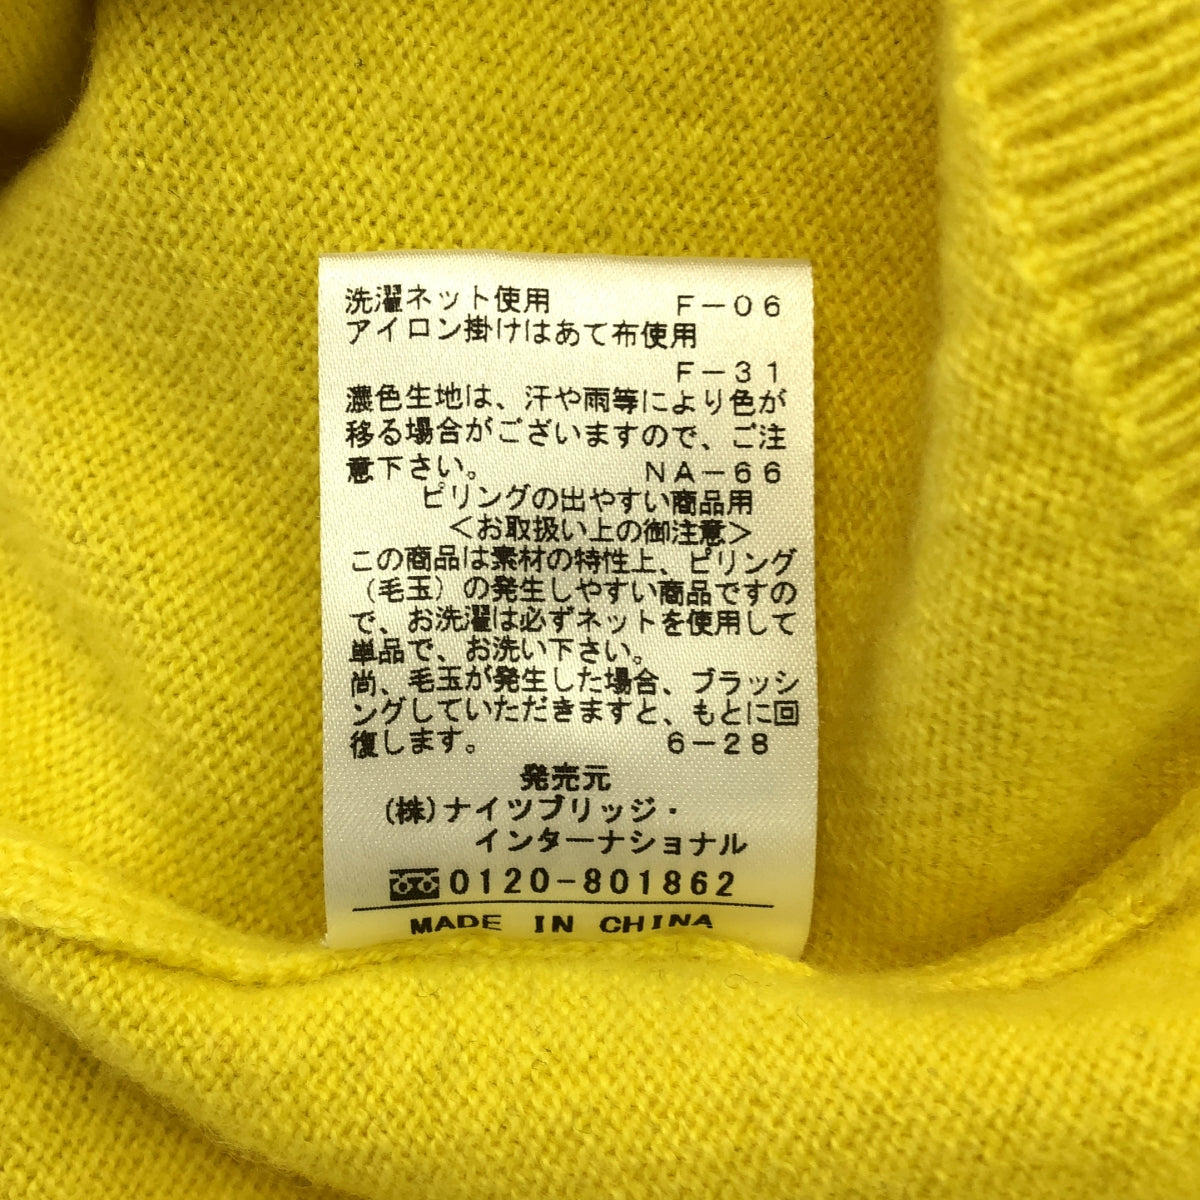 洗濯ネット使用　　　　Ｆ－０６
アイロン掛けはあて布使用
Ｆ－３１
濃色生地は、汗や雨等により色が
移る場合がございますので、ご注
意下さい。　　　　　ＮＡ－６６
ピリングの出やすい商品用
＜お取扱い上の御注意＞
この商品は素材の特性上、ピリング
（毛玉）の発生しやすい商品ですの
で、お洗濯は必ずネットを使用して
単品で、お洗い下さい。
尚、毛玉が発生した場合、ブラッシ
ングしていただきますと、もとに回
復します。　　　　　　６－２８
発売元
(株)ナイツブリッジ・
インターナショナル
0120-801862
MADE IN CHINA